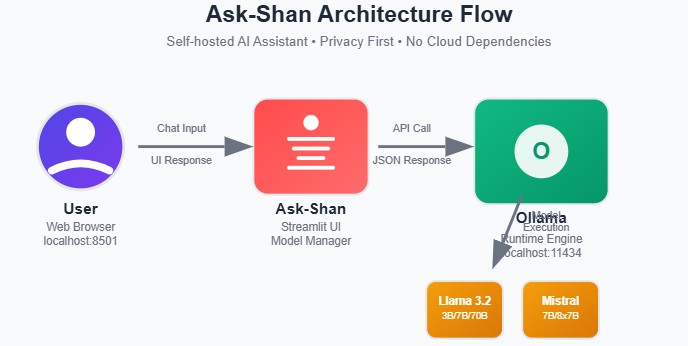 Ask-Shan Architecture Flow
Self-hosted AI Assistant • Privacy First • No Cloud Dependencies
Chat Input
UI Response
API Call
JSON Response
O
User
Web Browser
localhost:8501
Ask-Shan
Streamlit UI
Model Manager
Ollama
Model
Execution
Runtime Engine
localhost:11434
Llama 3.2
3B/7B/70B
Mistral
7B/8x7B